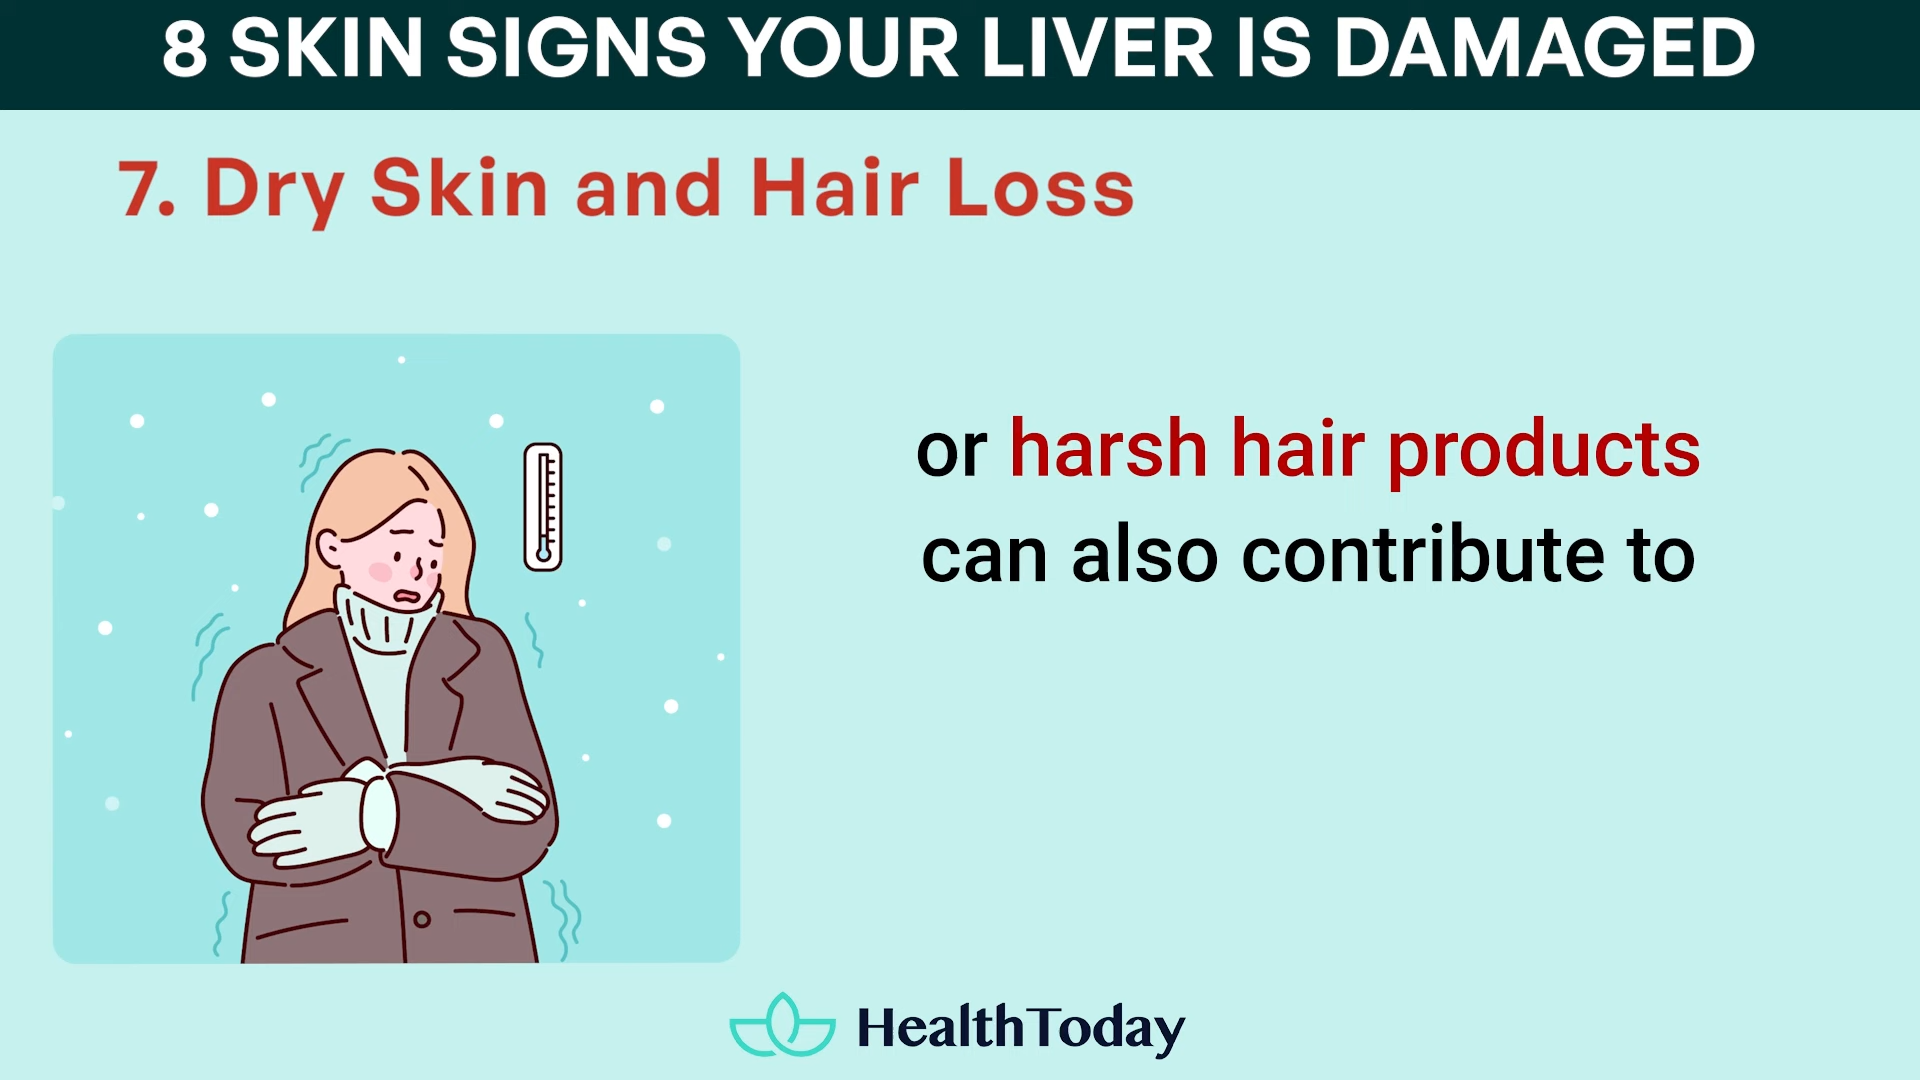 8 SKIN SIGNS YOUR LIVER IS DAMAGED
7. Dry Skin and Hair Loss
or harsh hair products
can also contribute to
HealthToday